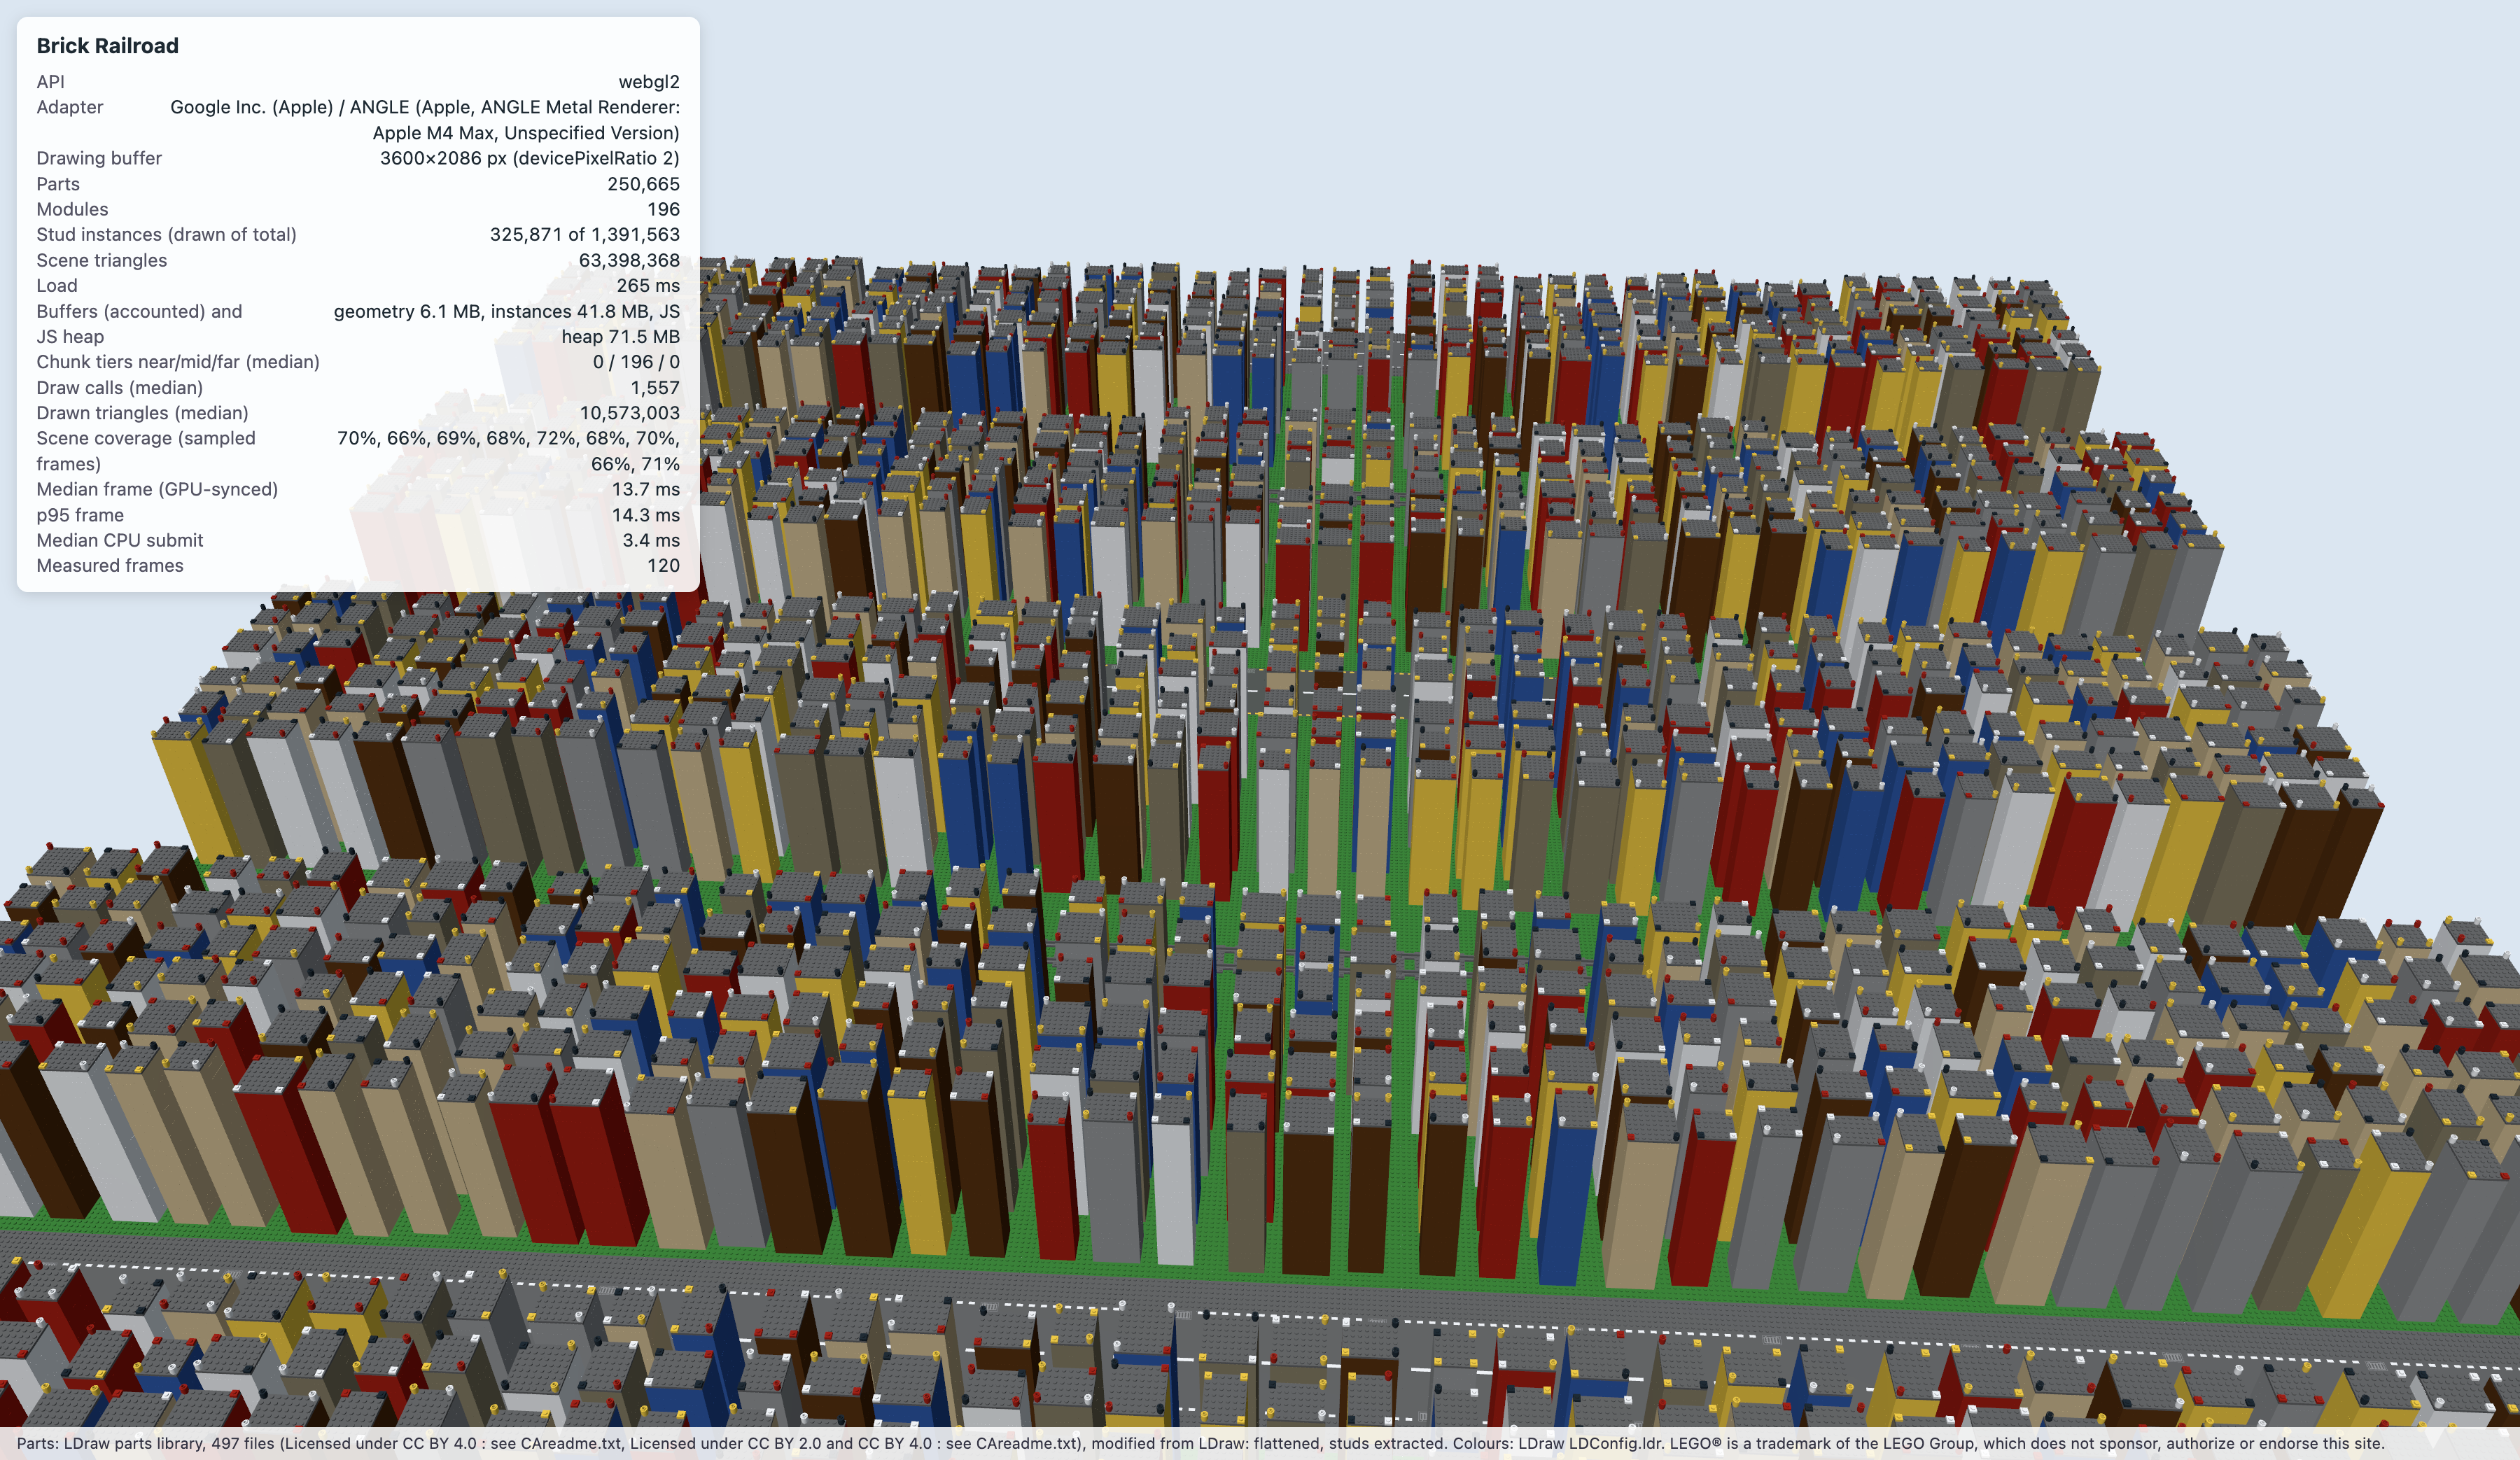 Brick Railroad
API webgl2
Adapter Google Inc. (Apple) / ANGLE (Apple, ANGLE Metal Renderer:
Apple M4 Max, Unspecified Version)
Drawing buffer 3600×2086 px (devicePixelRatio 2)
Parts 250,665
Modules 196
Stud instances (drawn of total) 325,871 of 1,391,563
Scene triangles 63,398,368
Load 265 ms
Buffers (accounted) and geometry 6.1 MB, instances 41.8 MB, JS
JS heap heap 71.5 MB
Chunk tiers near/mid/far (median) 0 / 196 / 0
Draw calls (median) 1,557
Drawn triangles (median) 10,573,003
Scene coverage (sampled 70%, 66%, 69%, 68%, 72%, 68%, 70%,
frames) 66%, 71%
Median frame (GPU-synced) 13.7 ms
p95 frame 14.3 ms
Median CPU submit 3.4 ms
Measured frames 120
Parts: LDraw parts library, 497 files (Licensed under CC BY 4.0 : see CAreadme.txt, Licensed under CC BY 2.0 and CC BY 4.0 : see CAreadme.txt), modified from LDraw: flattened, studs extracted. Colours: LDraw LDConfig.ldr. LEGO® is a trademark of the LEGO Group, which does not sponsor, authorize or endorse this site.